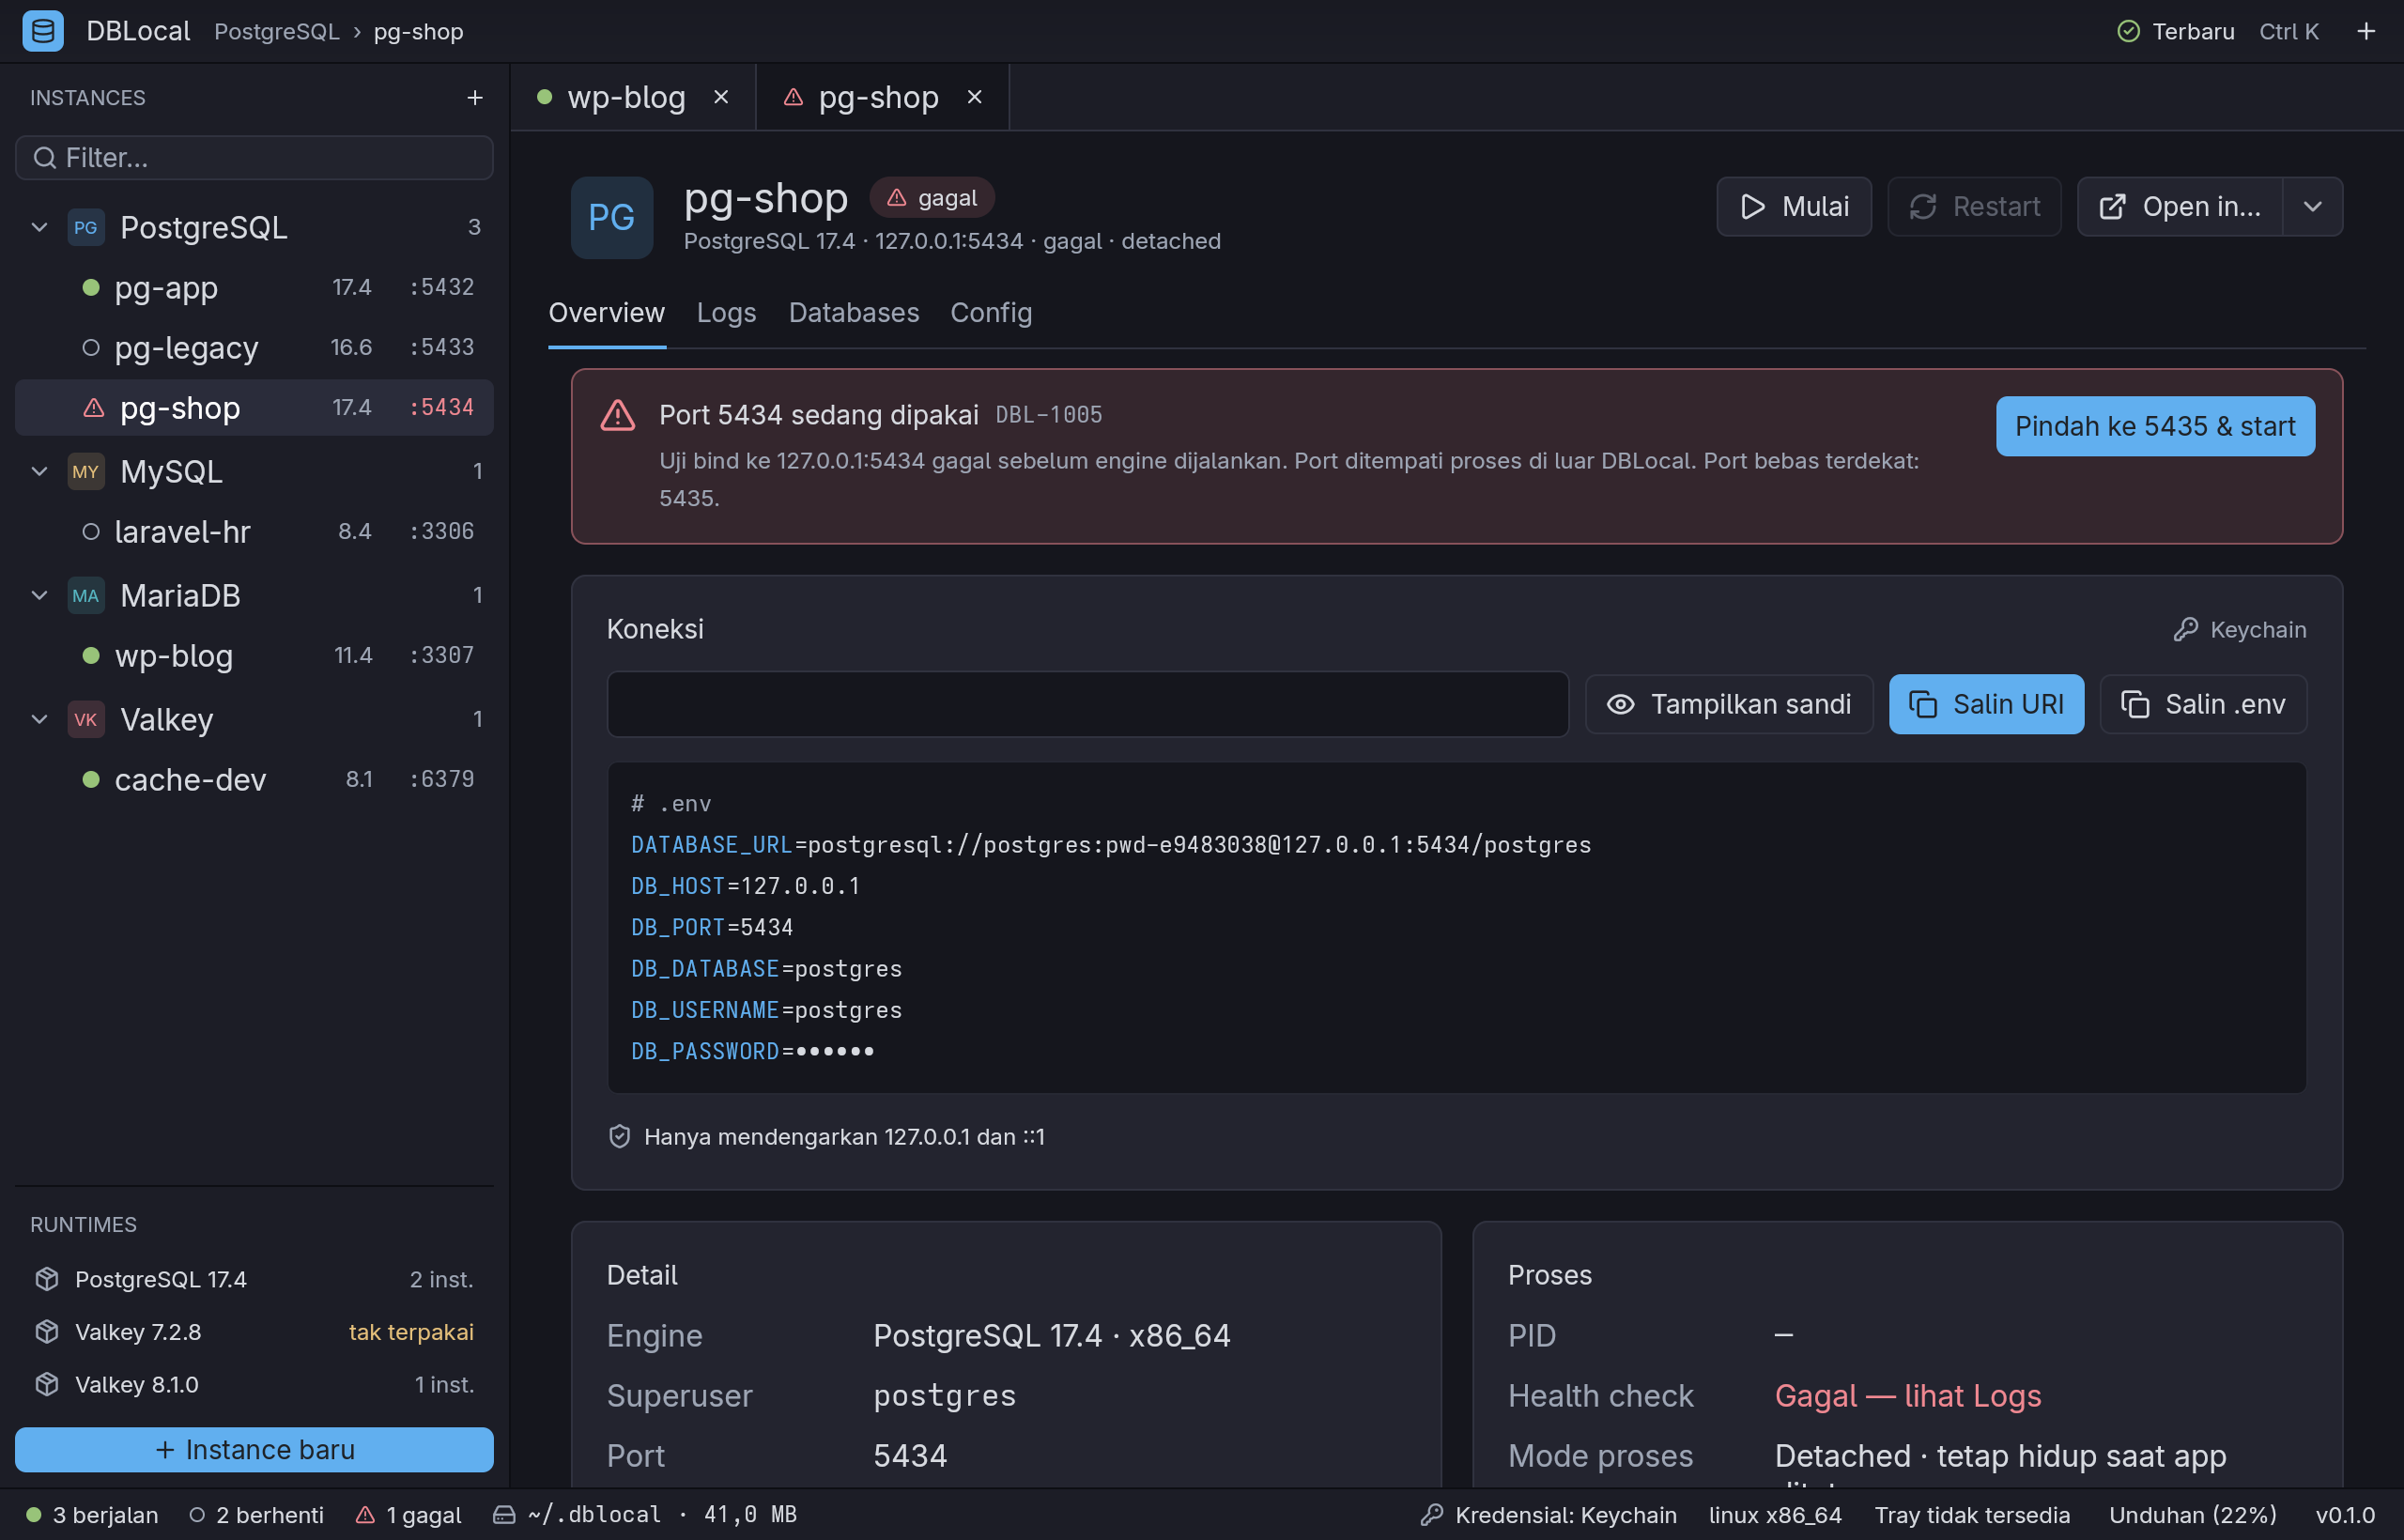 DBLocal PostgreSQL › pg-shop
Terbaru Ctrl K +
INSTANCES +
Filter...
PG PostgreSQL 3
pg-app 17.4 :5432
pg-legacy 16.6 :5433
pg-shop 17.4 :5434
MY MySQL 1
laravel-hr 8.4 :3306
MA MariaDB 1
wp-blog 11.4 :3307
VK Valkey 1
cache-dev 8.1 :6379
RUNTIMES
PostgreSQL 17.4 2 inst.
Valkey 7.2.8 tak terpakai
Valkey 8.1.0 1 inst.
+ Instance baru
wp-blog × pg-shop ×
PG
pg-shop gagal
PostgreSQL 17.4 · 127.0.0.1:5434 · gagal · detached
Mulai Restart Open in...
Overview Logs Databases Config
Port 5434 sedang dipakai DBL-1005
Uji bind ke 127.0.0.1:5434 gagal sebelum engine dijalankan. Port ditempati proses di luar DBLocal. Port bebas terdekat:
5435.
Pindah ke 5435 & start
Koneksi Keychain
Tampilkan sandi Salin URI Salin .env
# .env
DATABASE_URL=postgresql://postgres:pwd-e9483038@127.0.0.1:5434/postgres
DB_HOST=127.0.0.1
DB_PORT=5434
DB_DATABASE=postgres
DB_USERNAME=postgres
DB_PASSWORD=••••••
Hanya mendengarkan 127.0.0.1 dan ::1
Detail
Engine PostgreSQL 17.4 · x86_64
Superuser postgres
Port 5434
Proses
PID —
Health check Gagal — lihat Logs
Mode proses Detached · tetap hidup saat app
3 berjalan 2 berhenti 1 gagal ~/.dblocal · 41,0 MB
Kredensial: Keychain linux x86_64 Tray tidak tersedia Unduhan (22%) v0.1.0